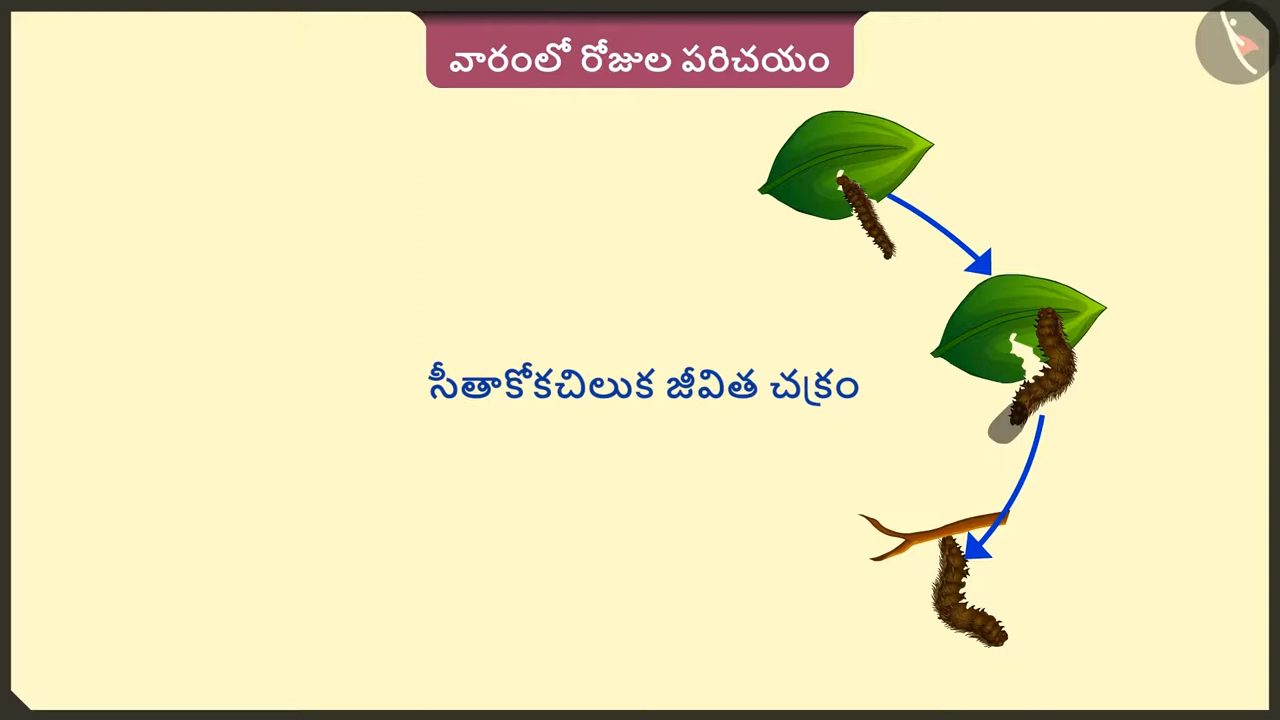 వారంలో రోజుల పరిచయం
సీతాకోకచిలుక జీవిత చక్రం